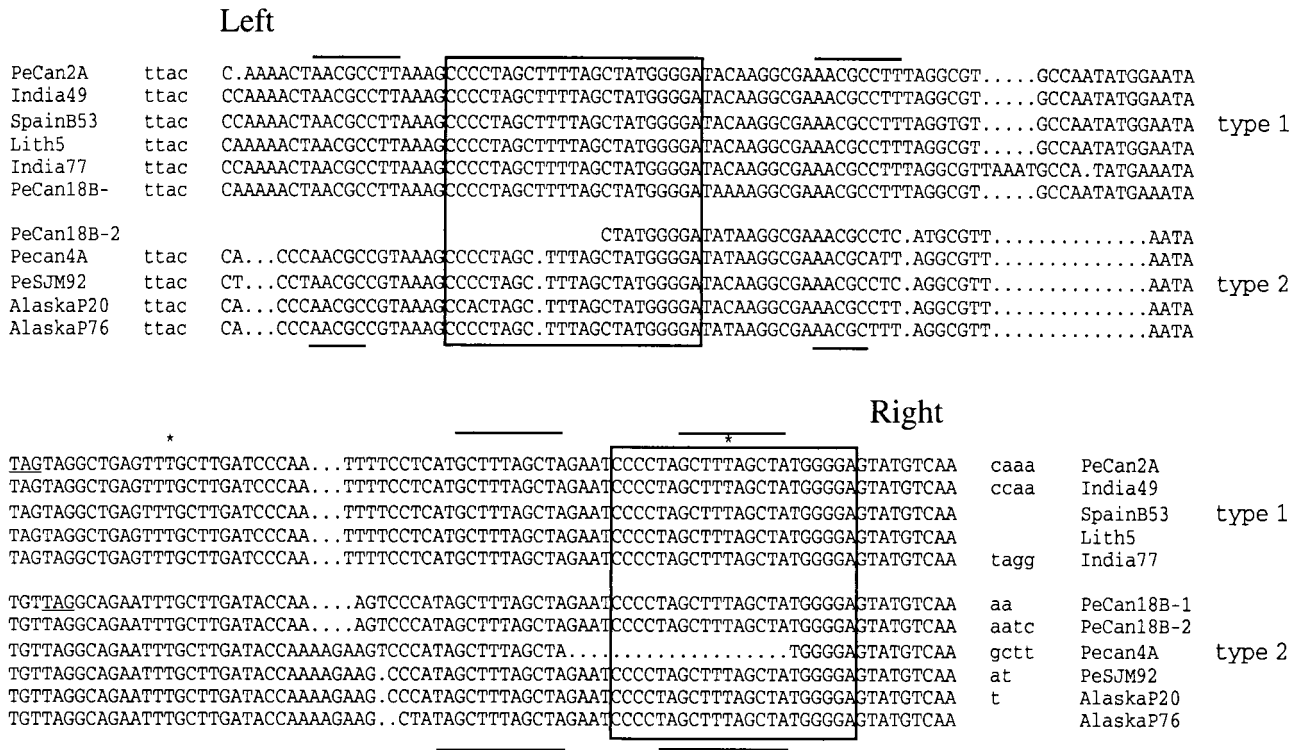 Left
PeCan2A ttac C.AAAACTAACGCCTTAAAGCCCCTAGCTTTTAGCTATGGGGATACAAGGCGAAACGCCTTTAGGCGT.....GCCAATATGGAATA
India49 ttac CCAAAACTAACGCCTTAAAGCCCCTAGCTTTTAGCTATGGGGATACAAGGCGAAACGCCTTTAGGCGT.....GCCAATATGGAATA
SpainB53 ttac CCAAAACTAACGCCTTAAAGCCCCTAGCTTTTAGCTATGGGGATACAAGGCGAAACGCCTTTAGGTGT.....GCCAATATGGAATA type 1
Lith5 ttac CAAAAACTAACGCCTTAAAGCCCCTAGCTTTTAGCTATGGGGATACAAGGCGAAACGCCTTTAGGCGT.....GCCAATATGGAATA
India77 ttac CCAAAACTAACGCCTTAAAGCCCCTAGCTTTTAGCTATGGGGATACAAGGCGAAACGCCTTTAGGCGTTAAATGCCA.TATGAAATA
PeCan18B- ttac CAAAAACTAACGCCTTAAAGCCCCTAGCTTTTAGCTATGGGGATAAAAGGCGAAACGCCTTTAGGCGT.....GCCAATATGAAATA
PeCan18B-2 CTATGGGGATATAAGGCGAAACGCCTC.ATGCGTT...............AATA
Pecan4A ttac CA...CCCAACGCCGTAAAGCCCCTAGC.TTTAGCTATGGGGATATAAGGCGAAACGCATT.AGGCGTT...............AATA
PeSJM92 ttac CT...CCTAACGCCGTAAAGCCCCTAGC.TTTAGCTATGGGGATATAAGGCGAAACGCCTC.AGGCGTT...............AATA type 2
AlaskaP20 ttac CA...CCCAACGCCGTAAAGCCACTAGC.TTTAGCTATGGGGATACAAGGCGAAACGCCTT.AGGCGTT...............AATA
AlaskaP76 ttac CA...CCCAACGCCGTAAAGCCCCTAGC.TTTAGCTATGGGGATATAAGGCGAAACGCTTT.AGGCGTT...............AATA
Right
* *
TAGTAGGCTGAGTTTGCTTGATCCCAA...TTTTCCTCATGCTTTAGCTAGAATCCCCTAGCTTTAGCTATGGGGAGTATGTCAA caaa PeCan2A
TAGTAGGCTGAGTTTGCTTGATCCCAA...TTTTCCTCATGCTTTAGCTAGAATCCCCTAGCTTTAGCTATGGGGAGTATGTCAA ccaa India49
TAGTAGGCTGAGTTTGCTTGATCCCAA...TTTTCCTCATGCTTTAGCTAGAATCCCCTAGCTTTAGCTATGGGGAGTATGTCAA SpainB53 type 1
TAGTAGGCTGAGTTTGCTTGATCCCAA...TTTTCCTCATGCTTTAGCTAGAATCCCCTAGCTTTAGCTATGGGGAGTATGTCAA Lith5
TAGTAGGCTGAGTTTGCTTGATCCCAA...TTTTCCTCATGCTTTAGCTAGAATCCCCTAGCTTTAGCTATGGGGAGTATGTCAA tagg India77
TGTTAGGCAGAATTTGCTTGATACCAA....AGTCCCATAGCTTTAGCTAGAATCCCCTAGCTTTAGCTATGGGGAGTATGTCAA aa PeCan18B-1
TGTTAGGCAGAATTTGCTTGATACCAA....AGTCCCATAGCTTTAGCTAGAATCCCCTAGCTTTAGCTATGGGGAGTATGTCAA aatc PeCan18B-2
TGTTAGGCAGAATTTGCTTGATACCAAAAGAAGTCCCATAGCTTTAGCTA.....................TGGGGAGTATGTCAA gctt Pecan4A type 2
TGTTAGGCAGAATTTGCTTGATACCAAAAGAAG.CCCATAGCTTTAGCTAGAATCCCCTAGCTTTAGCTATGGGGAGTATGTCAA at PeSJM92
TGTTAGGCAGAATTTGCTTGATACCAAAAGAAG.CCCATAGCTTTAGCTAGAATCCCCTAGCTTTAGCTATGGGGAGTATGTCAA t AlaskaP20
TGTTAGGCAGAATTTGCTTGATACCAAAAGAAG..CTATAGCTTTAGCTAGAATCCCCTAGCTTTAGCTATGGGGAGTATGTCAA AlaskaP76